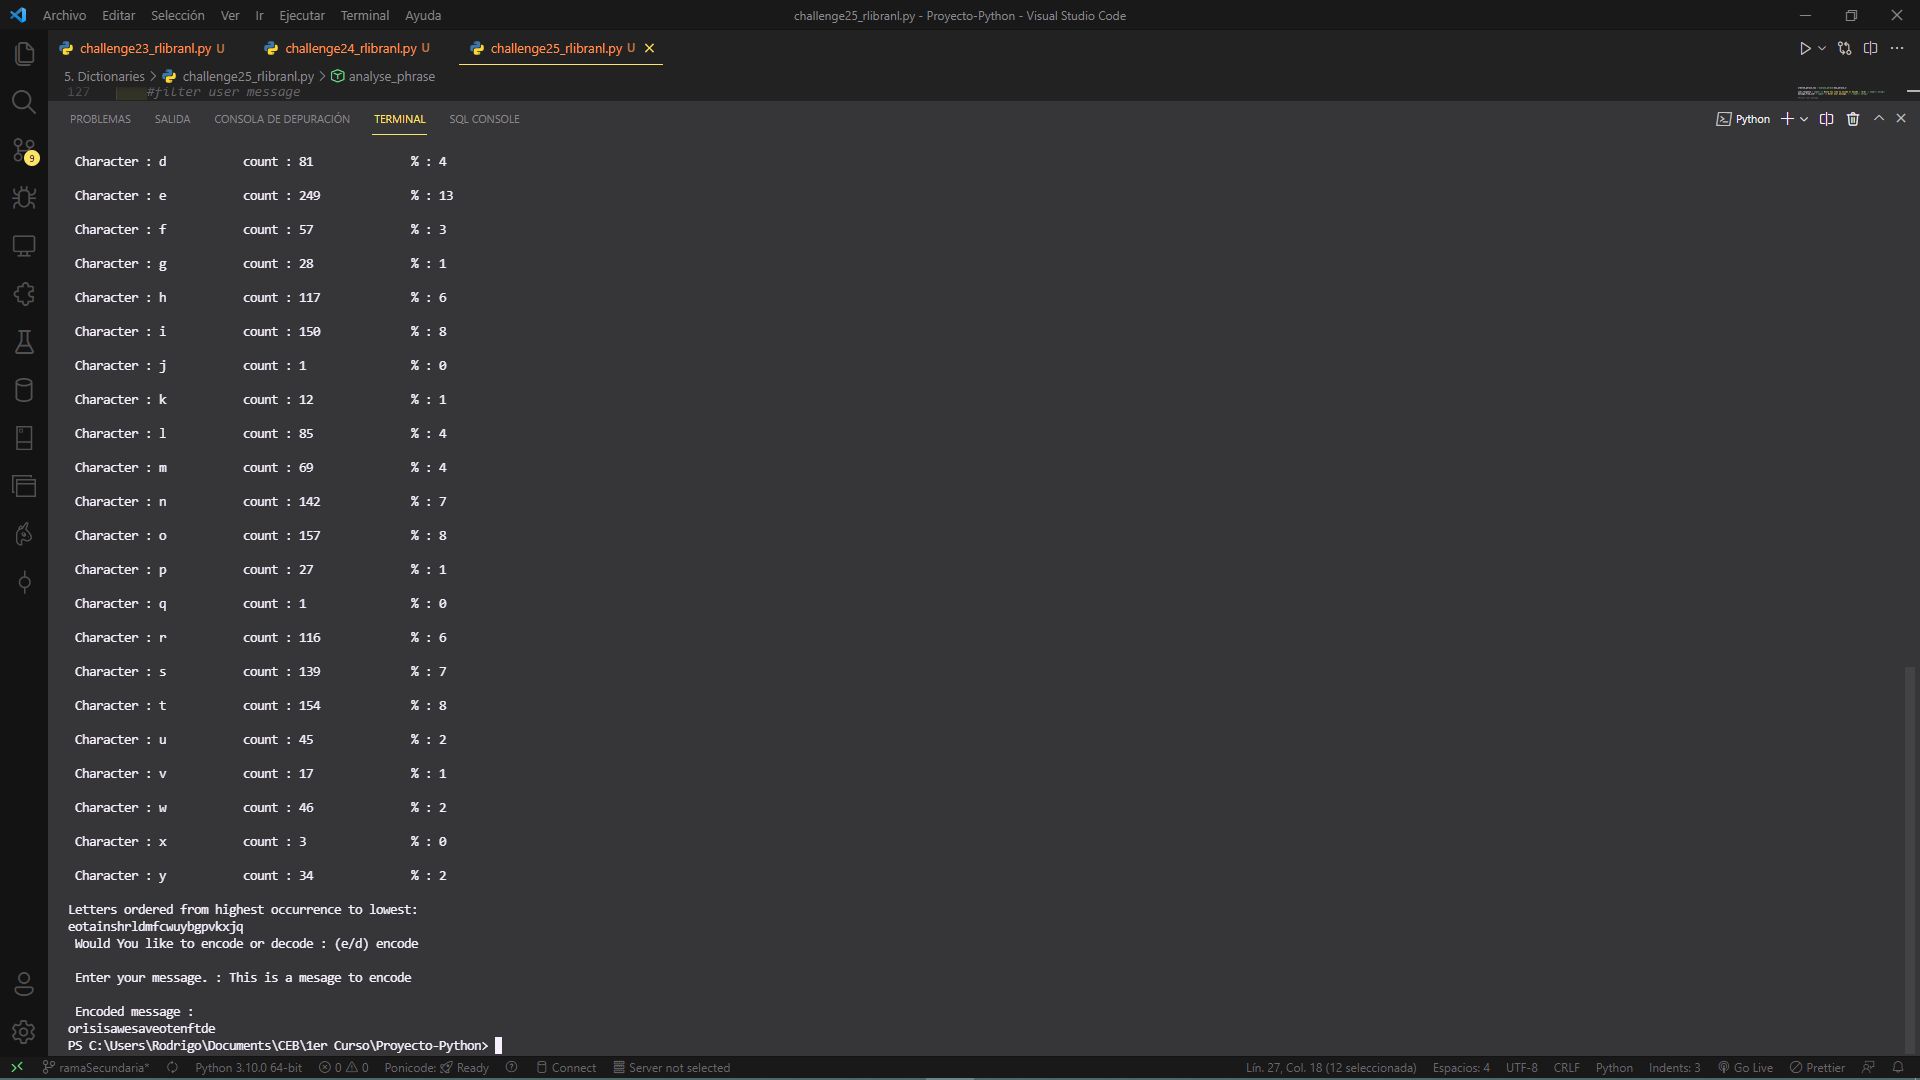 Archivo Editar Selección Ver Ir Ejecutar Terminal Ayuda
challenge25_rlibranl.py - Proyecto-Python - Visual Studio Code
challenge23_rlibranl.py U challenge24_rlibranl.py U challenge25_rlibranl.py U
5. Dictionaries > challenge25_rlibranl.py > analyse_phrase
127 #filter user message
PROBLEMAS SALIDA CONSOLA DE DEPURACIÓN TERMINAL SQL CONSOLE Python
9
Character : d count : 81 % : 4
Character : e count : 249 % : 13
Character : f count : 57 % : 3
Character : g count : 28 % : 1
Character : h count : 117 % : 6
Character : i count : 150 % : 8
Character : j count : 1 % : 0
Character : k count : 12 % : 1
Character : l count : 85 % : 4
Character : m count : 69 % : 4
Character : n count : 142 % : 7
Character : o count : 157 % : 8
Character : p count : 27 % : 1
Character : q count : 1 % : 0
Character : r count : 116 % : 6
Character : s count : 139 % : 7
Character : t count : 154 % : 8
Character : u count : 45 % : 2
Character : v count : 17 % : 1
Character : w count : 46 % : 2
Character : x count : 3 % : 0
Character : y count : 34 % : 2
Letters ordered from highest occurrence to lowest:
eotainshrldmfcwuybgpvkxjq
Would You like to encode or decode : (e/d) encode
Enter your message. : This is a mesage to encode
Encoded message :
orisisawesaveotenftde
PS C:\Users\Rodrigo\Documents\CEB\1er Curso\Proyecto-Python>
ramaSecundaria* Python 3.10.0 64-bit 0 0 Ponicode: Ready Connect Server not selected Lín. 27, Col. 18 (12 seleccionada) Espacios: 4 UTF-8 CRLF Python Indents: 3 Go Live Prettier